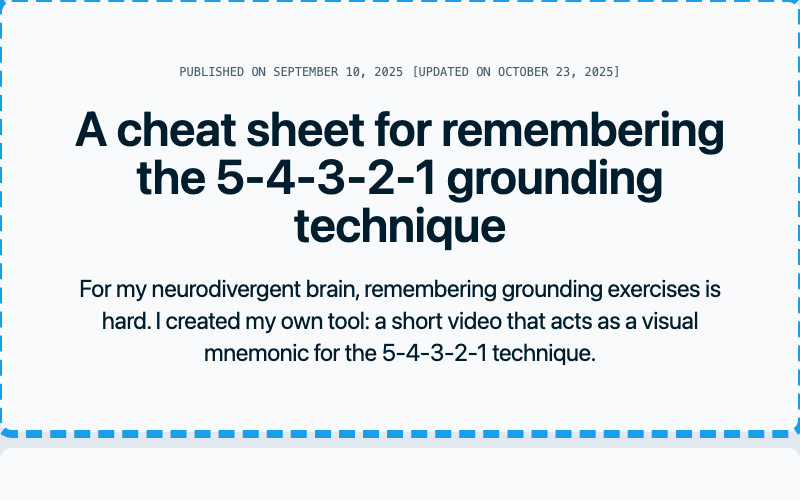 PUBLISHED ON SEPTEMBER 10, 2025 [UPDATED ON OCTOBER 23, 2025]
A cheat sheet for remembering
the 5-4-3-2-1 grounding
technique
For my neurodivergent brain, remembering grounding exercises is
hard. I created my own tool: a short video that acts as a visual
mnemonic for the 5-4-3-2-1 technique.